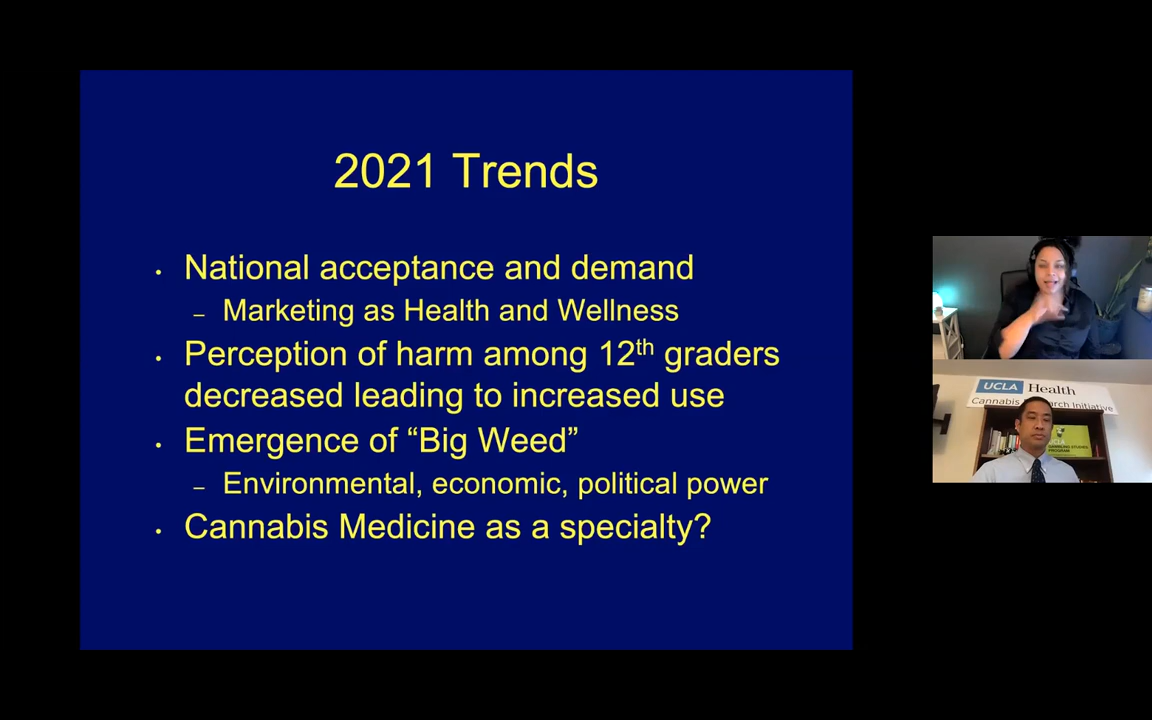 2021 Trends
• National acceptance and demand
– Marketing as Health and Wellness
• Perception of harm among 12th graders
decreased leading to increased use
• Emergence of “Big Weed”
– Environmental, economic, political power
• Cannabis Medicine as a specialty?
UCLA Health
Cannabis Initiative
UCLA
PROGRAM